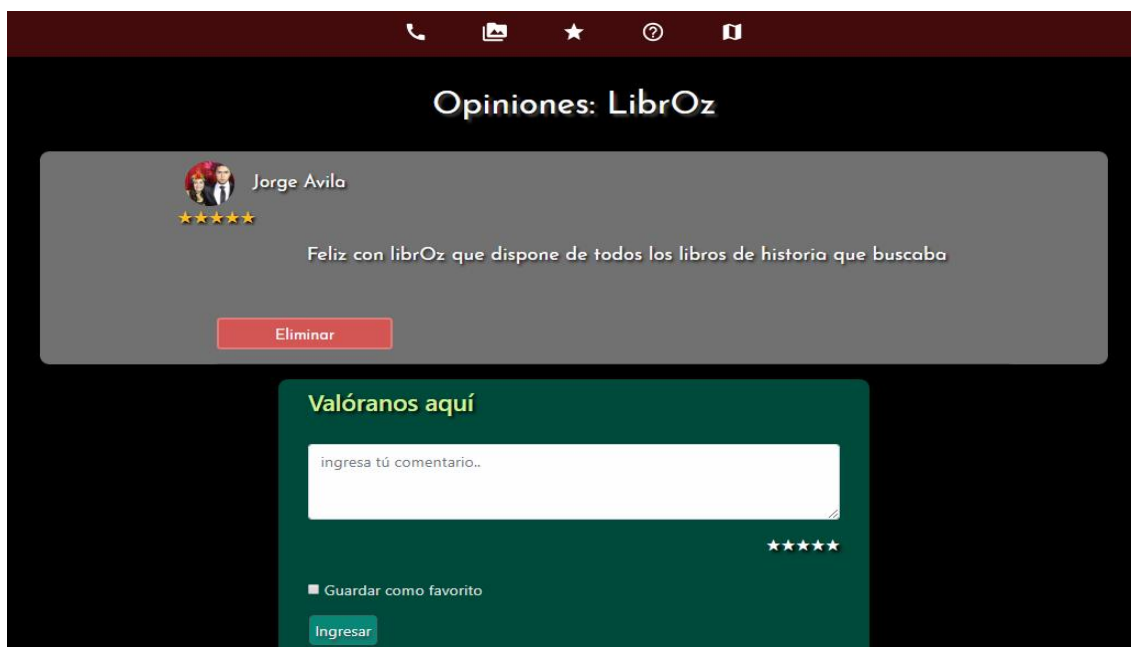 Opiniones: LibrOz
Jorge Avila
Feliz con librOz que dispone de todos los libros de historia que buscaba
Eliminar
Valóranos aquí
ingresa tú comentario..
Guardar como favorito
Ingresar